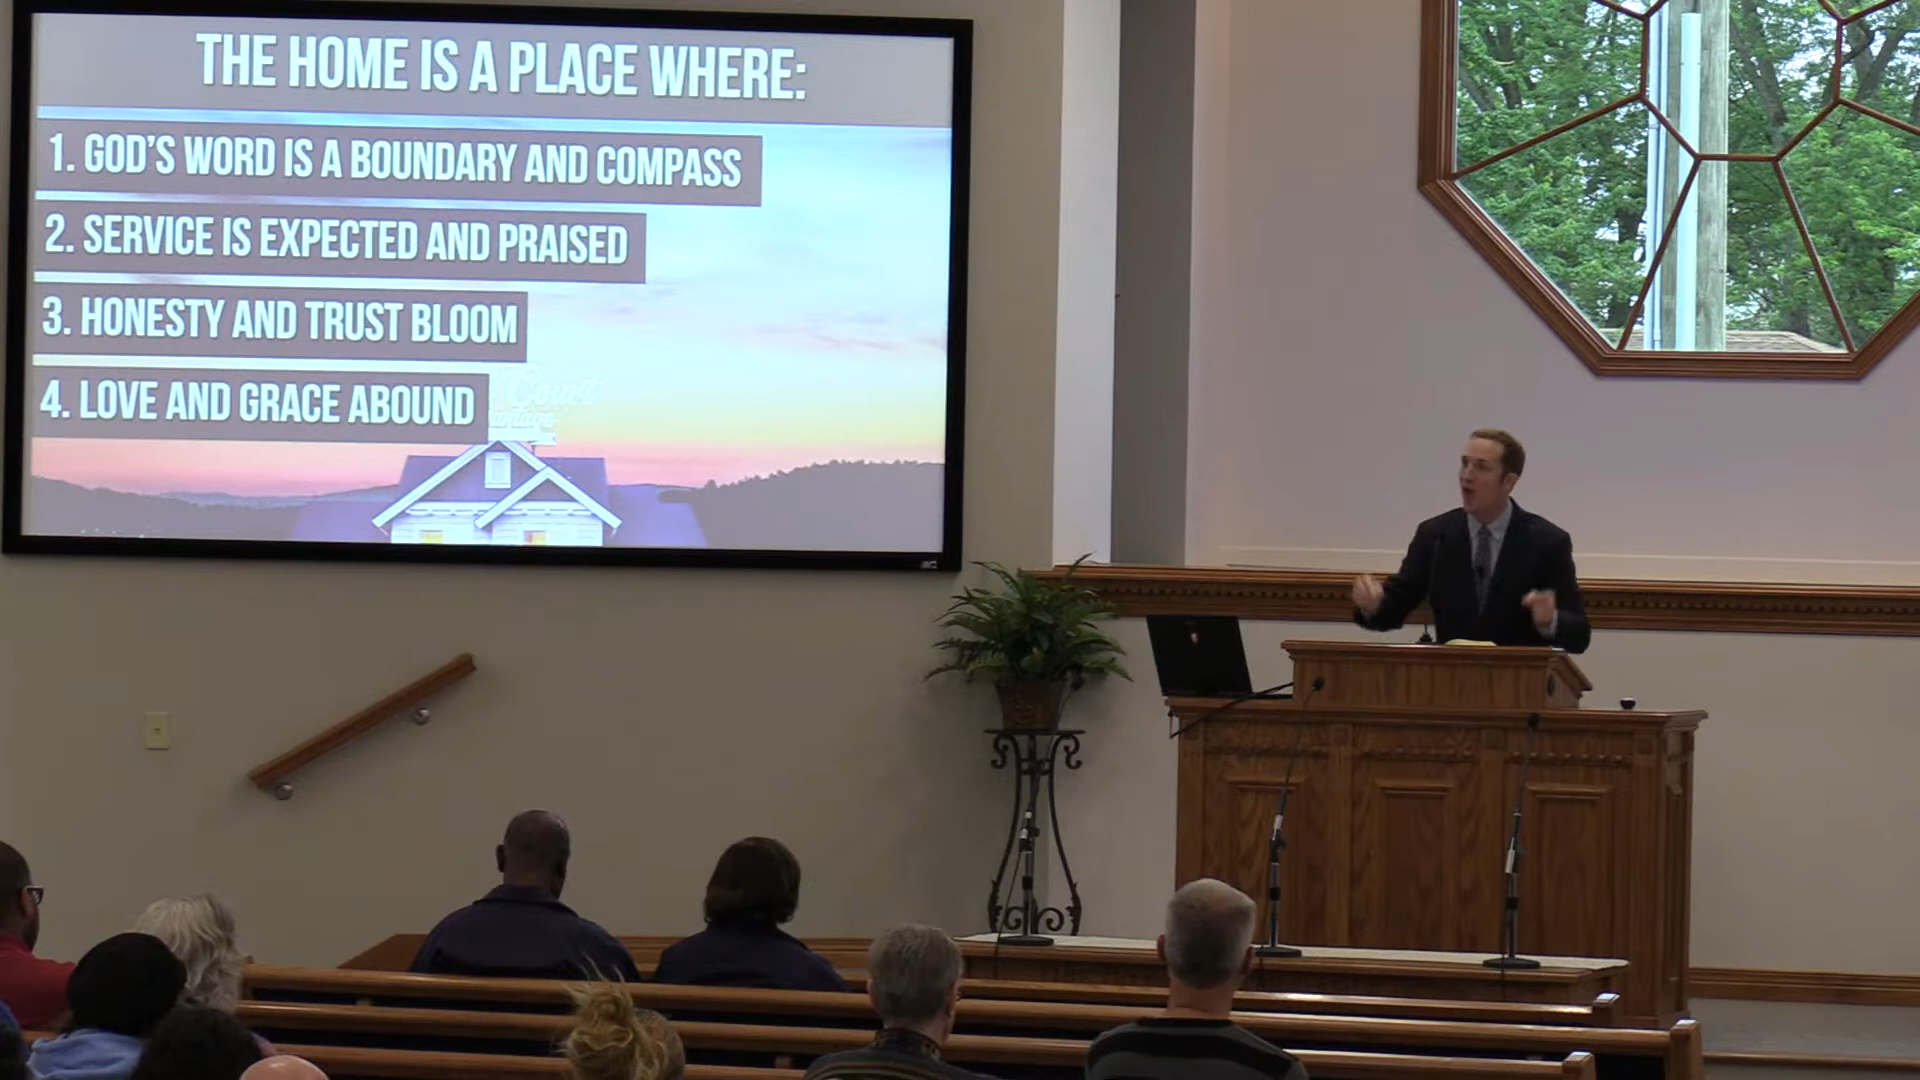 THE HOME IS A PLACE WHERE:
1. GOD'S WORD IS A BOUNDARY AND COMPASS
2. SERVICE IS EXPECTED AND PRAISED
3. HONESTY AND TRUST BLOOM
4. LOVE AND GRACE ABOUND
Court